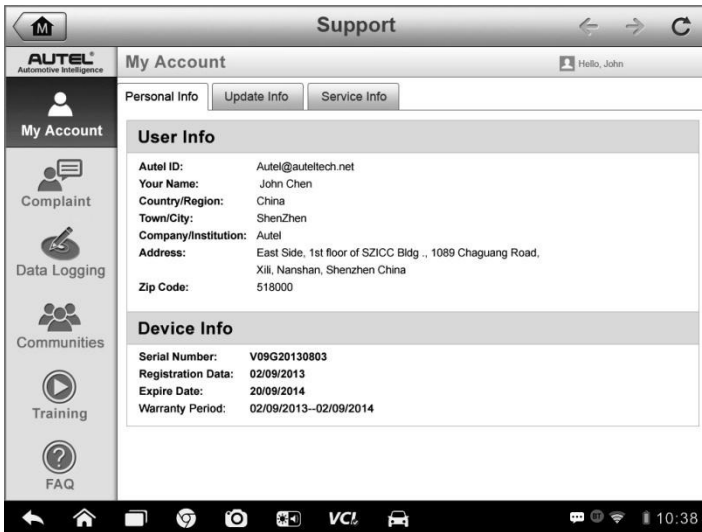 M
Support
AUTEL®
Automotive Intelligence
My Account
Hello, John
Personal Info
Update Info
Service Info
My Account
Complaint
Data Logging
Communities
Training
FAQ
User Info
Autel ID: Autel@auteltech.net
Your Name: John Chen
Country/Region: China
Town/City: ShenZhen
Company/Institution: Autel
Address: East Side, 1st floor of SZICC Bldg ., 1089 Chaguang Road,
Xili, Nanshan, Shenzhen China
Zip Code: 518000
Device Info
Serial Number: V09G20130803
Registration Data: 02/09/2013
Expire Date: 20/09/2014
Warranty Period: 02/09/2013--02/09/2014
VCI
BT
10:38